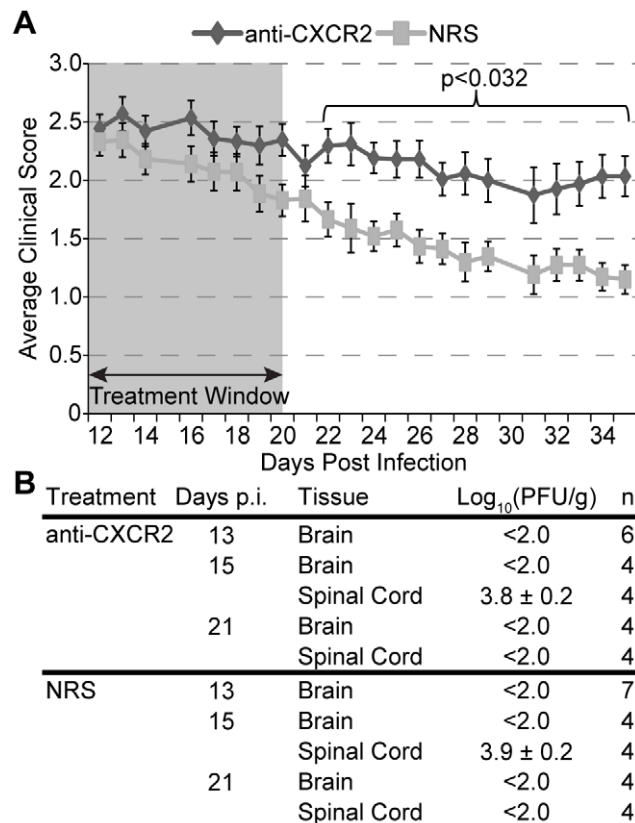 A
anti-CXCR2 NRS
p<0.032
3.0
2.5
2.0
1.5
1.0
0.5
0
Average Clinical Score
Treatment Window
12 14 16 18 20 22 24 26 28 30 32 34
Days Post Infection
B
Treatment Days p.i. Tissue Log10(PFU/g) n
anti-CXCR2 13 Brain <2.0 6
15 Brain <2.0 4
Spinal Cord 3.8 ± 0.2 4
21 Brain <2.0 4
Spinal Cord <2.0 4
NRS 13 Brain <2.0 7
15 Brain <2.0 4
Spinal Cord 3.9 ± 0.2 4
21 Brain <2.0 4
Spinal Cord <2.0 4